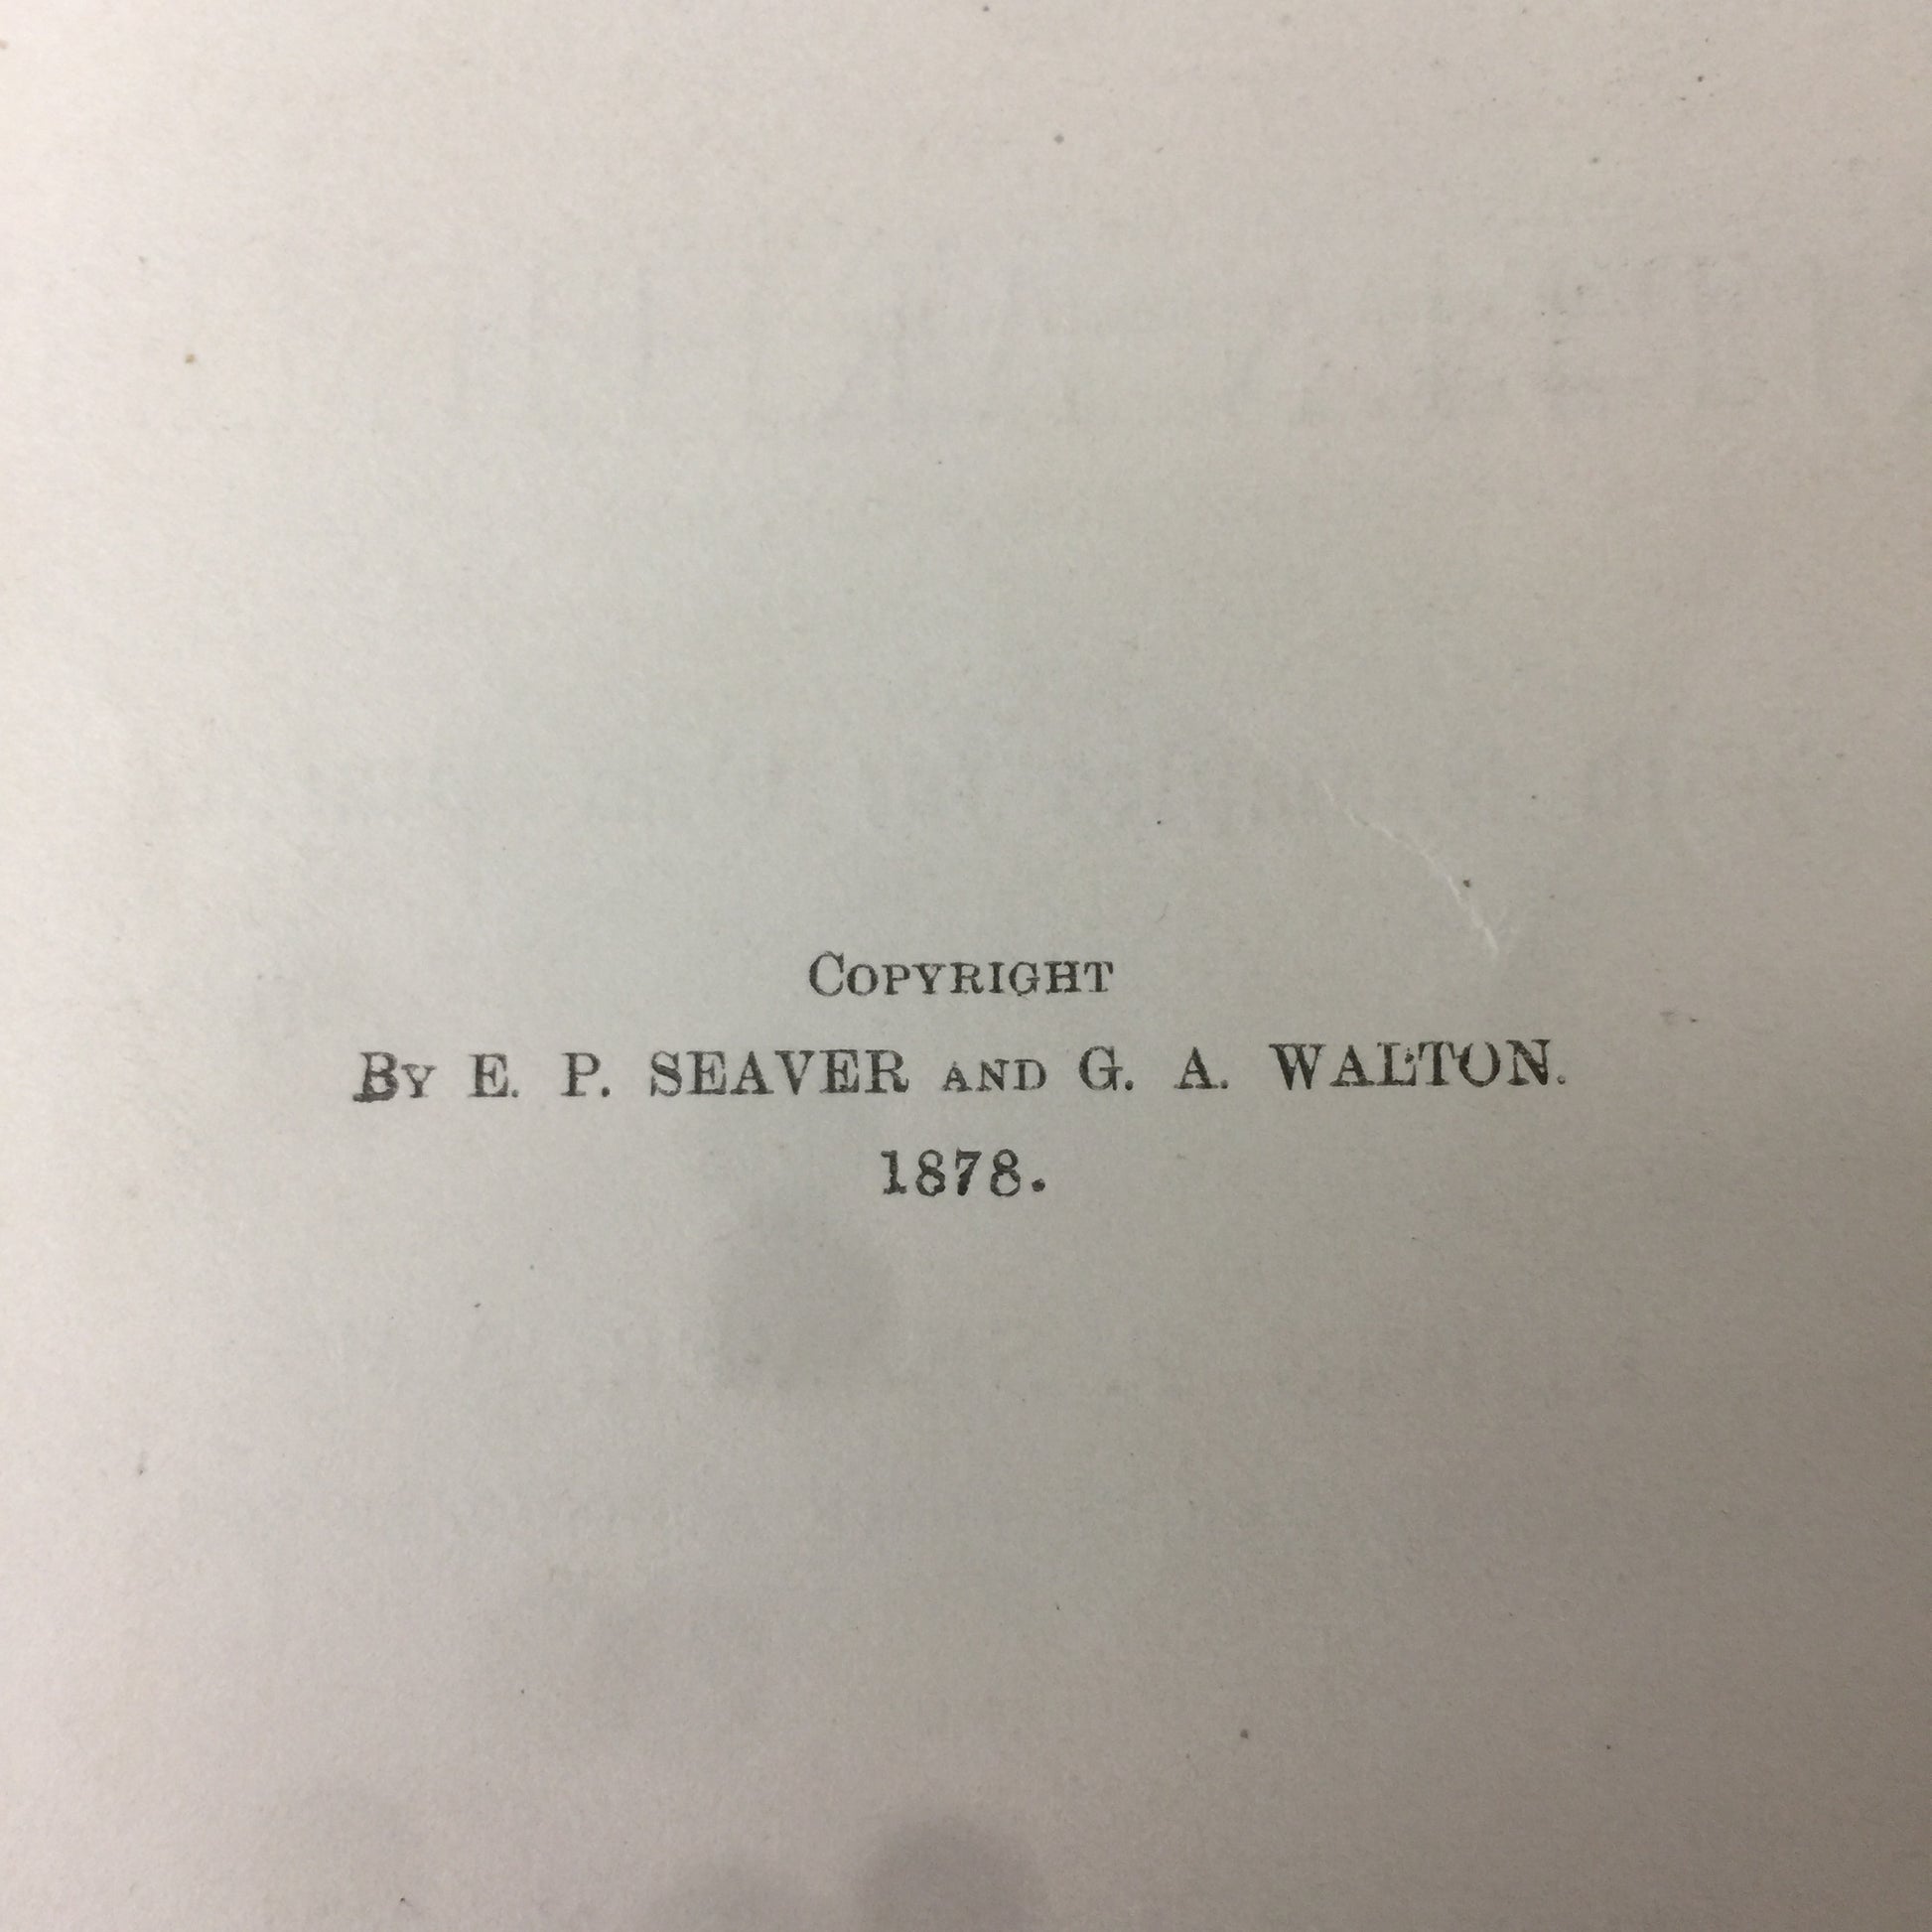 COPYRIGHT
BY E. P. SEAVER AND G. A. WALTON.
1878.